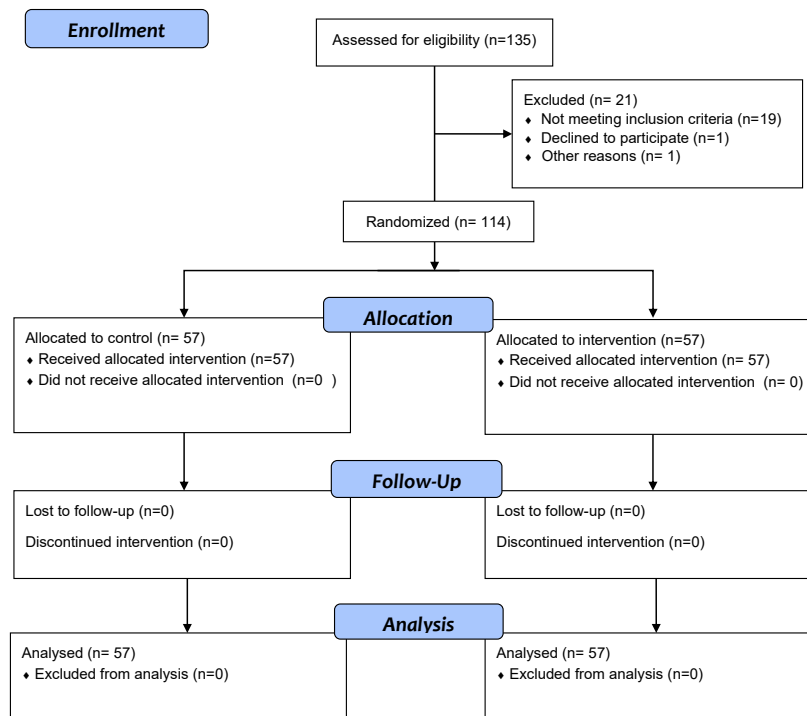 Enrollment
Assessed for eligibility (n=135)
Excluded (n= 21)
♦ Not meeting inclusion criteria (n=19)
♦ Declined to participate (n=1)
♦ Other reasons (n= 1)
Randomized (n= 114)
Allocation
Allocated to control (n= 57)
♦ Received allocated intervention (n=57)
♦ Did not receive allocated intervention (n=0 )
Allocated to intervention (n=57)
♦ Received allocated intervention (n= 57)
♦ Did not receive allocated intervention (n= 0)
Follow-Up
Lost to follow-up (n=0)
Discontinued intervention (n=0)
Lost to follow-up (n=0)
Discontinued intervention (n=0)
Analysis
Analysed (n= 57)
♦ Excluded from analysis (n=0)
Analysed (n= 57)
♦ Excluded from analysis (n=0)